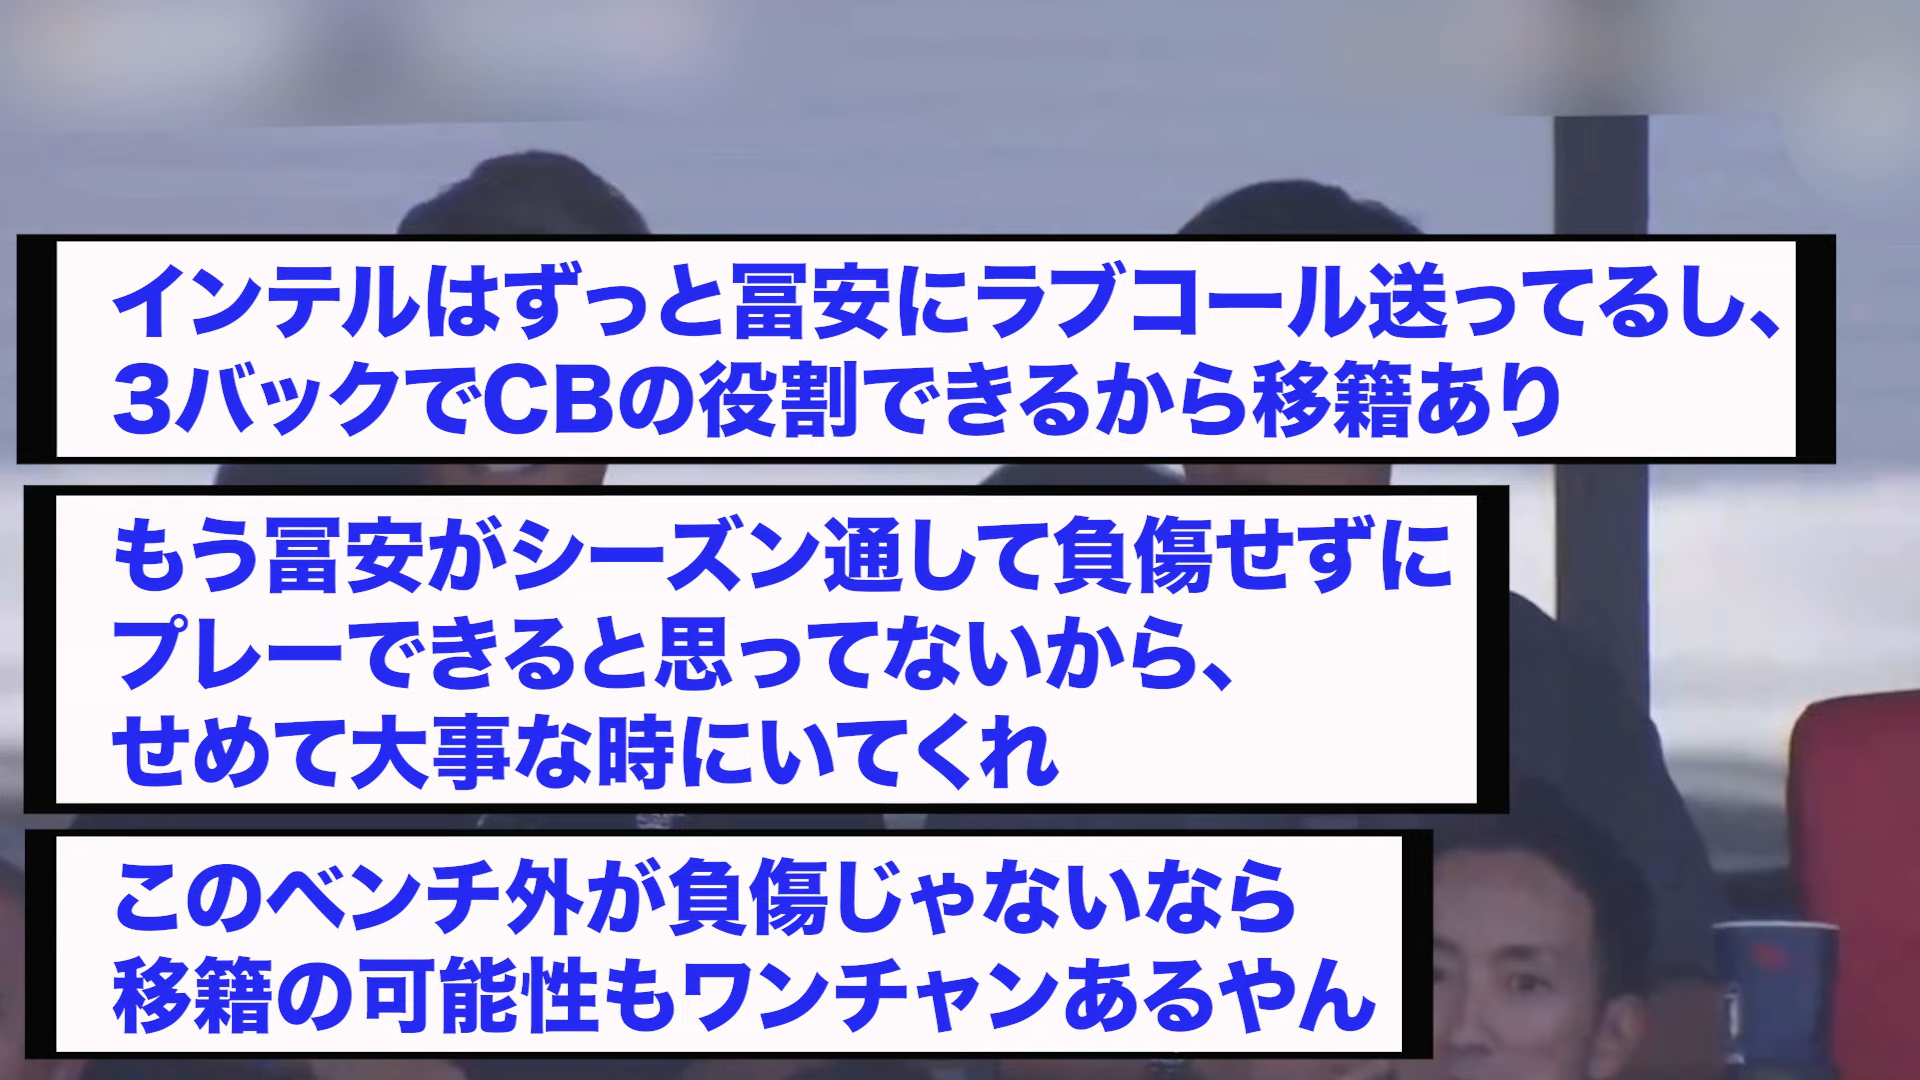 インテルはずっと冨安にラブコール送ってるし、
3バックでCBの役割できるから移籍あり
もう冨安がシーズン通して負傷せずに
プレーできると思ってないから、
せめて大事な時にいてくれ
このベンチ外が負傷じゃないなら
移籍の可能性もワンチャンあるやん